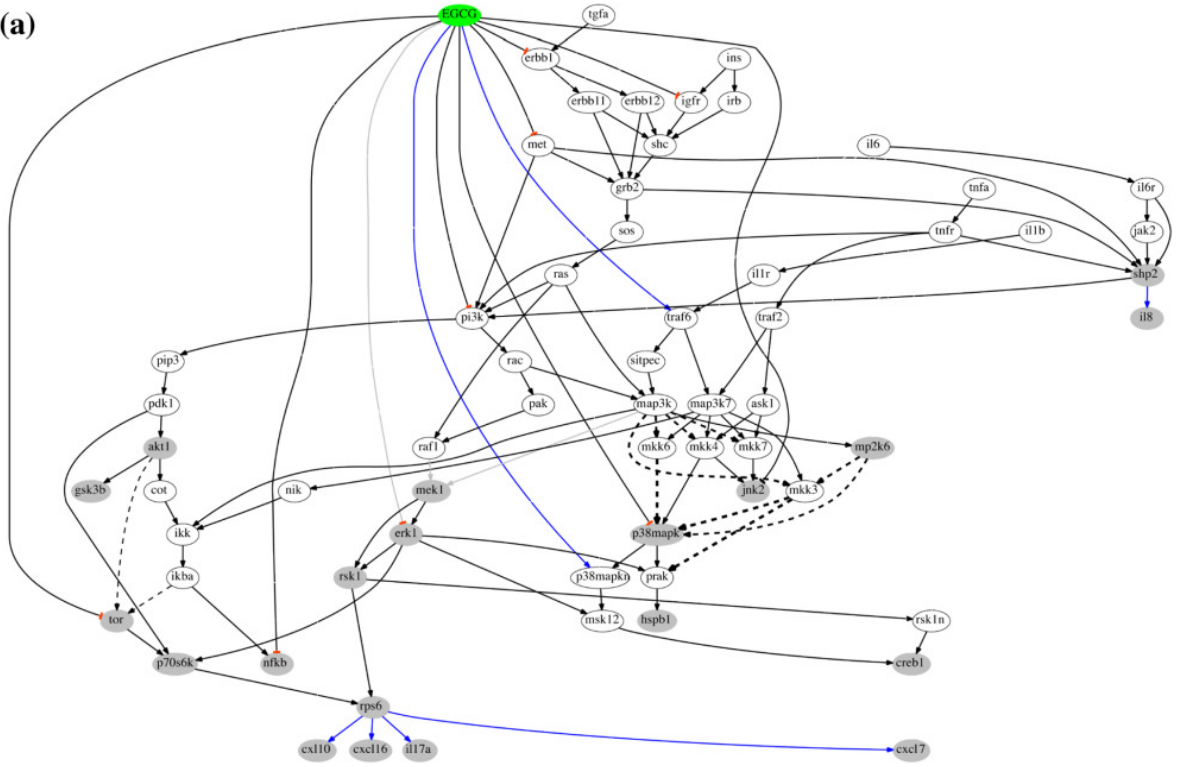 (a)
EGCG
tgfa
erbb1
ins
erbb11
erbb12
igfr
irb
met
shc
il6
grb2
tnfa
il6r
sos
tnfr
il1b
jak2
ras
il1r
shp2
pi3k
traf6
traf2
il8
pip3
rac
sitpec
pdk1
pak
map3k
map3k7
ask1
akt1
raf1
mkk6
mkk4
mkk7
mp2k6
gsk3b
cot
nik
mek1
jnk2
mkk3
ikk
erk1
p38mapk
ikba
rsk1
p38mapkn
prak
tor
msk12
hspb1
rsk1n
p70s6k
nfkb
creb1
rps6
cxl10
cxcl16
il17a
cxcl7